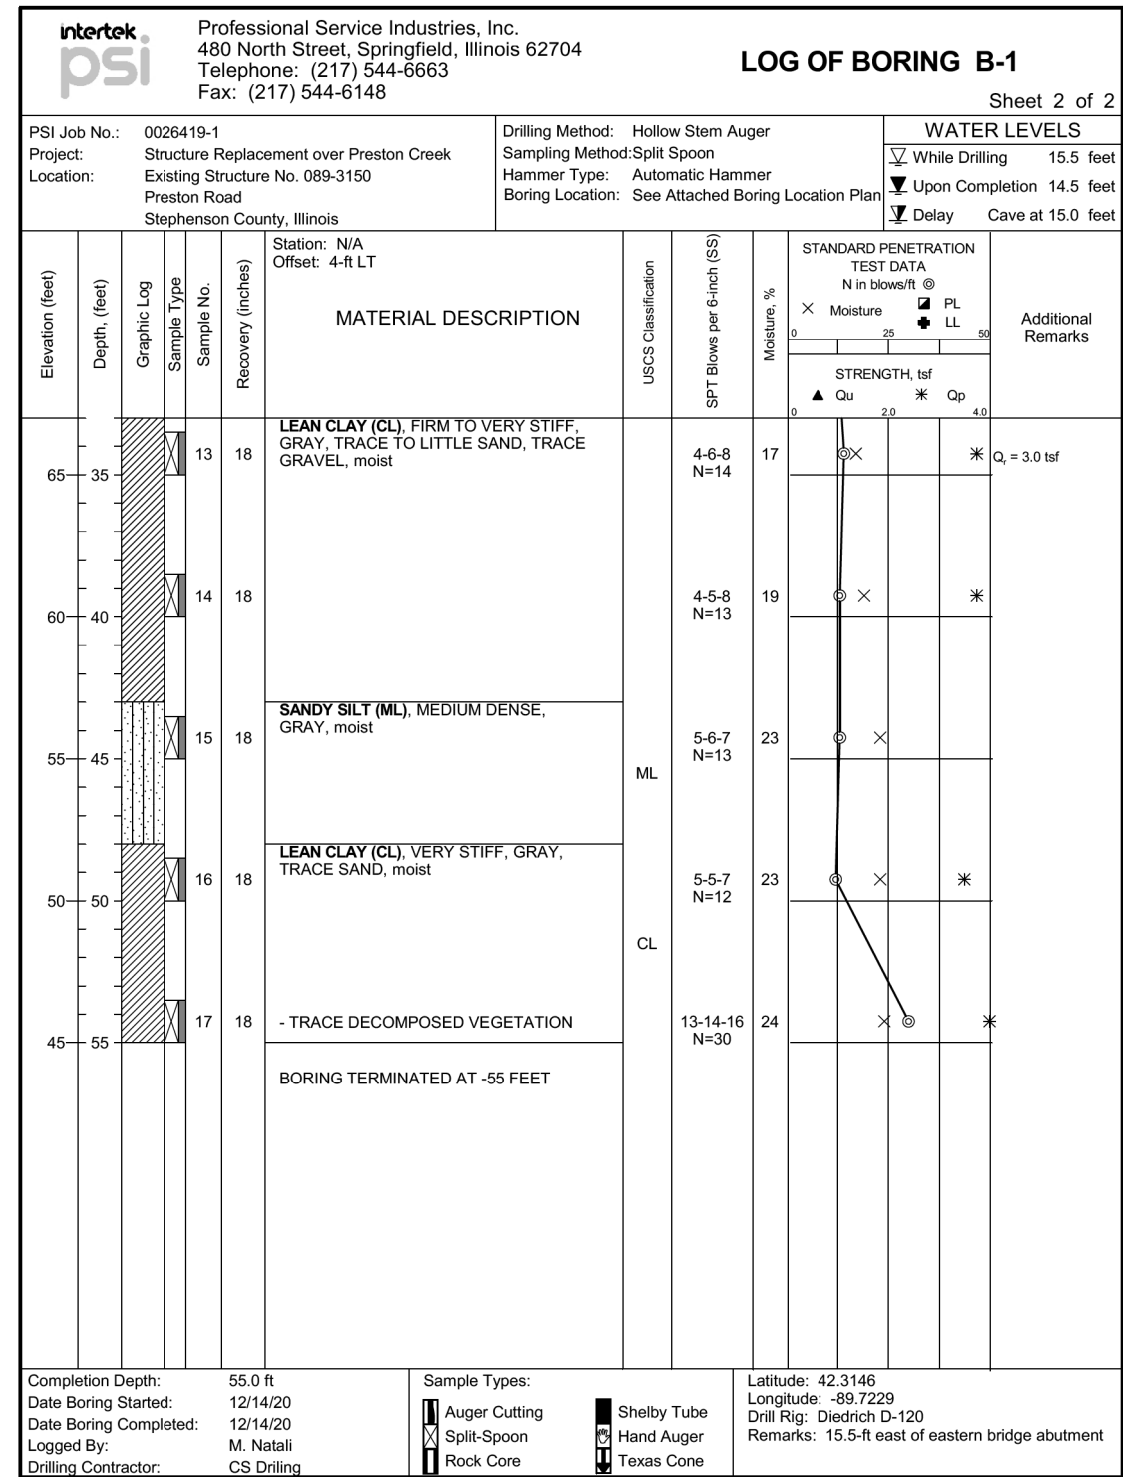 intertek
psi
Professional Service Industries, Inc.
480 North Street, Springfield, Illinois 62704
Telephone: (217) 544-6663
Fax: (217) 544-6148
LOG OF BORING B-1
Sheet 2 of 2
PSI Job No.: 0026419-1
Project: Structure Replacement over Preston Creek
Location: Existing Structure No. 089-3150
Preston Road
Stephenson County, Illinois
Drilling Method: Hollow Stem Auger
Sampling Method:Split Spoon
Hammer Type: Automatic Hammer
Boring Location: See Attached Boring Location Plan
WATER LEVELS
While Drilling 15.5 feet
Upon Completion 14.5 feet
Delay Cave at 15.0 feet
Elevation (feet)
Depth, (feet)
Graphic Log
Sample Type
Sample No.
Recovery (inches)
Station: N/A
Offset: 4-ft LT
MATERIAL DESCRIPTION
USCS Classification
SPT Blows per 6-inch (SS)
Moisture, %
STANDARD PENETRATION
TEST DATA
N in blows/ft
Moisture PL
LL
0 25 50
STRENGTH, tsf
Qu Qp
0 2.0 4.0
Additional
Remarks
LEAN CLAY (CL), FIRM TO VERY STIFF,
GRAY, TRACE TO LITTLE SAND, TRACE
GRAVEL, moist
13 18 4-6-8 17
N=14
Qr = 3.0 tsf
65 35
14 18 4-5-8 19
N=13
60 40
SANDY SILT (ML), MEDIUM DENSE,
GRAY, moist
15 18 5-6-7 23
N=13
55 45
ML
LEAN CLAY (CL), VERY STIFF, GRAY,
TRACE SAND, moist
16 18 5-5-7 23
N=12
50 50
CL
17 18 - TRACE DECOMPOSED VEGETATION 13-14-16 24
N=30
45 55
BORING TERMINATED AT -55 FEET
Completion Depth: 55.0 ft
Date Boring Started: 12/14/20
Date Boring Completed: 12/14/20
Logged By: M. Natali
Drilling Contractor: CS Driling
Sample Types:
Auger Cutting
Split-Spoon
Rock Core
Shelby Tube
Hand Auger
Texas Cone
Latitude: 42.3146
Longitude: -89.7229
Drill Rig: Diedrich D-120
Remarks: 15.5-ft east of eastern bridge abutment